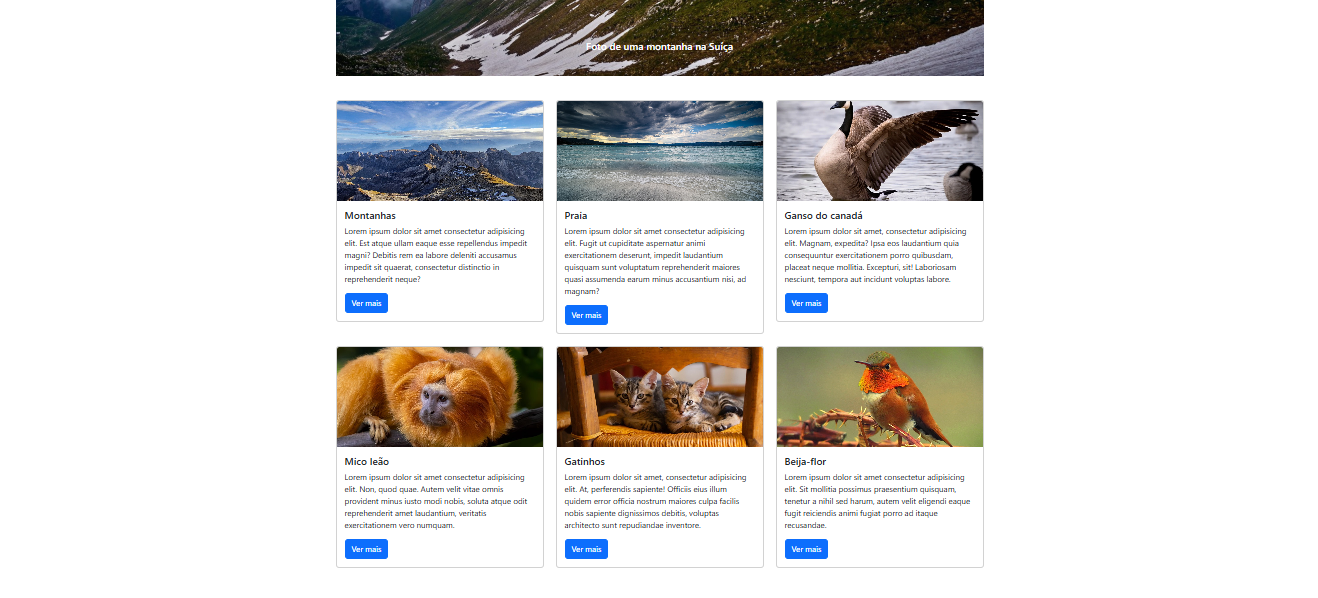 Foto de uma montanha na Suíça
Montanhas
Lorem ipsum dolor sit amet consectetur adipisicing
elit. Est atque ullam eaque esse repellendus impedit
magni? Debitis rem ea labore deleniti accusamus
impedit sit quaerat, consectetur distinctio in
reprehenderit neque?
Ver mais
Praia
Lorem ipsum dolor sit amet consectetur adipisicing
elit. Fugit ut cupiditate aspernatur animi
exercitationem deserunt, impedit laudantium
quisquam sunt voluptatum reprehenderit maiores
quasi assumenda earum minus accusantium nisi, ad
magnam?
Ver mais
Ganso do canadá
Lorem ipsum dolor sit amet, consectetur adipisicing
elit. Magnam, expedita? Ipsa eos laudantium quia
consequuntur exercitationem porro quibusdam,
placeat neque mollitia. Excepturi, sit! Laboriosam
nesciunt, tempora aut incidunt voluptas labore.
Ver mais
Mico leão
Lorem ipsum dolor sit amet consectetur adipisicing
elit. Non, quod quae. Autem velit vitae omnis
provident minus iusto modi nobis, soluta atque odit
reprehenderit amet laudantium, veritatis
exercitationem vero numquam.
Ver mais
Gatinhos
Lorem ipsum dolor sit amet, consectetur adipisicing
elit. At, perferendis sapiente! Officiis eius illum
quidem error officia nostrum maiores culpa facilis
nobis sapiente dignissimos debitis, voluptas
architecto sunt repudiandae inventore.
Ver mais
Beija-flor
Lorem ipsum dolor sit amet consectetur, adipisicing
elit. Sit mollitia possimus praesentium quisquam,
tenetur a nihil sed harum, autem velit eligendi eaque
fugit reiciendis animi fugiat porro ad itaque
recusandae.
Ver mais